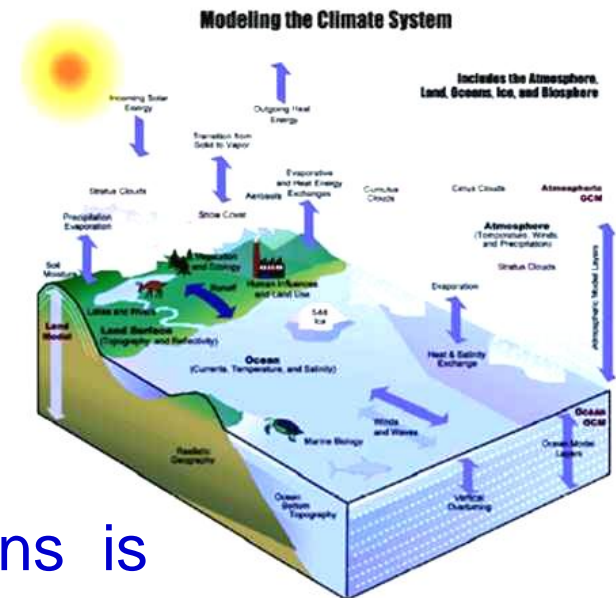 Modeling the Climate System
Includes the Atmosphere,
Land, Oceans, Ice, and Biosphere
Incoming Solar
Energy
Outgoing Heat
Energy
Transition from
Solid to Vapor
Stratus Clouds
Aerosols
Evaporative
and Heat Energy
Exchanges
Cumulus
Clouds
Cirrus Clouds
Atmospheric
GCM
Snow Cover
Precipitation
Evaporation
Atmosphere
(Temperature, Winds,
and Precipitation)
Stratus Clouds
Soil
Moisture
Vegetation
and Ecology
Human Influences
and Land Use
Runoff
Evaporation
Atmospheric Model Layers
Lakes and Rivers
Land
Model
Land Surface
(Topography and Reflectivity)
Ice
Ocean
(Currents, Temperature, and Salinity)
Heat & Salinity
Exchange
Ocean
GCM
Winds
and Waves
Ocean Model
Layers
Marine Biology
Realistic
Geography
Ocean
Bottom
Topography
Vertical
Overturning
ns is